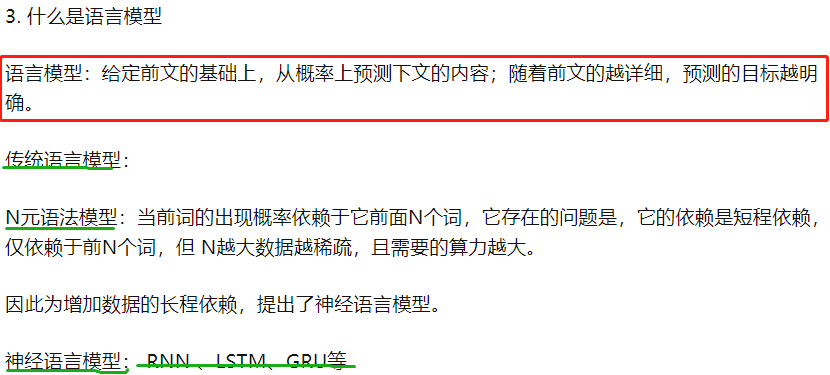 3. 什么是语言模型
语言模型：给定前文的基础上，从概率上预测下文的内容；随着前文的越详细，预测的目标越明
确。
传统语言模型：
N元语法模型：当前词的出现概率依赖于它前面N个词，它存在的问题是，它的依赖是短程依赖，
仅依赖于前N个词，但 N越大数据越稀疏，且需要的算力越大。
因此为增加数据的长程依赖，提出了神经语言模型。
神经语言模型：RNN 、LSTM、GRU等